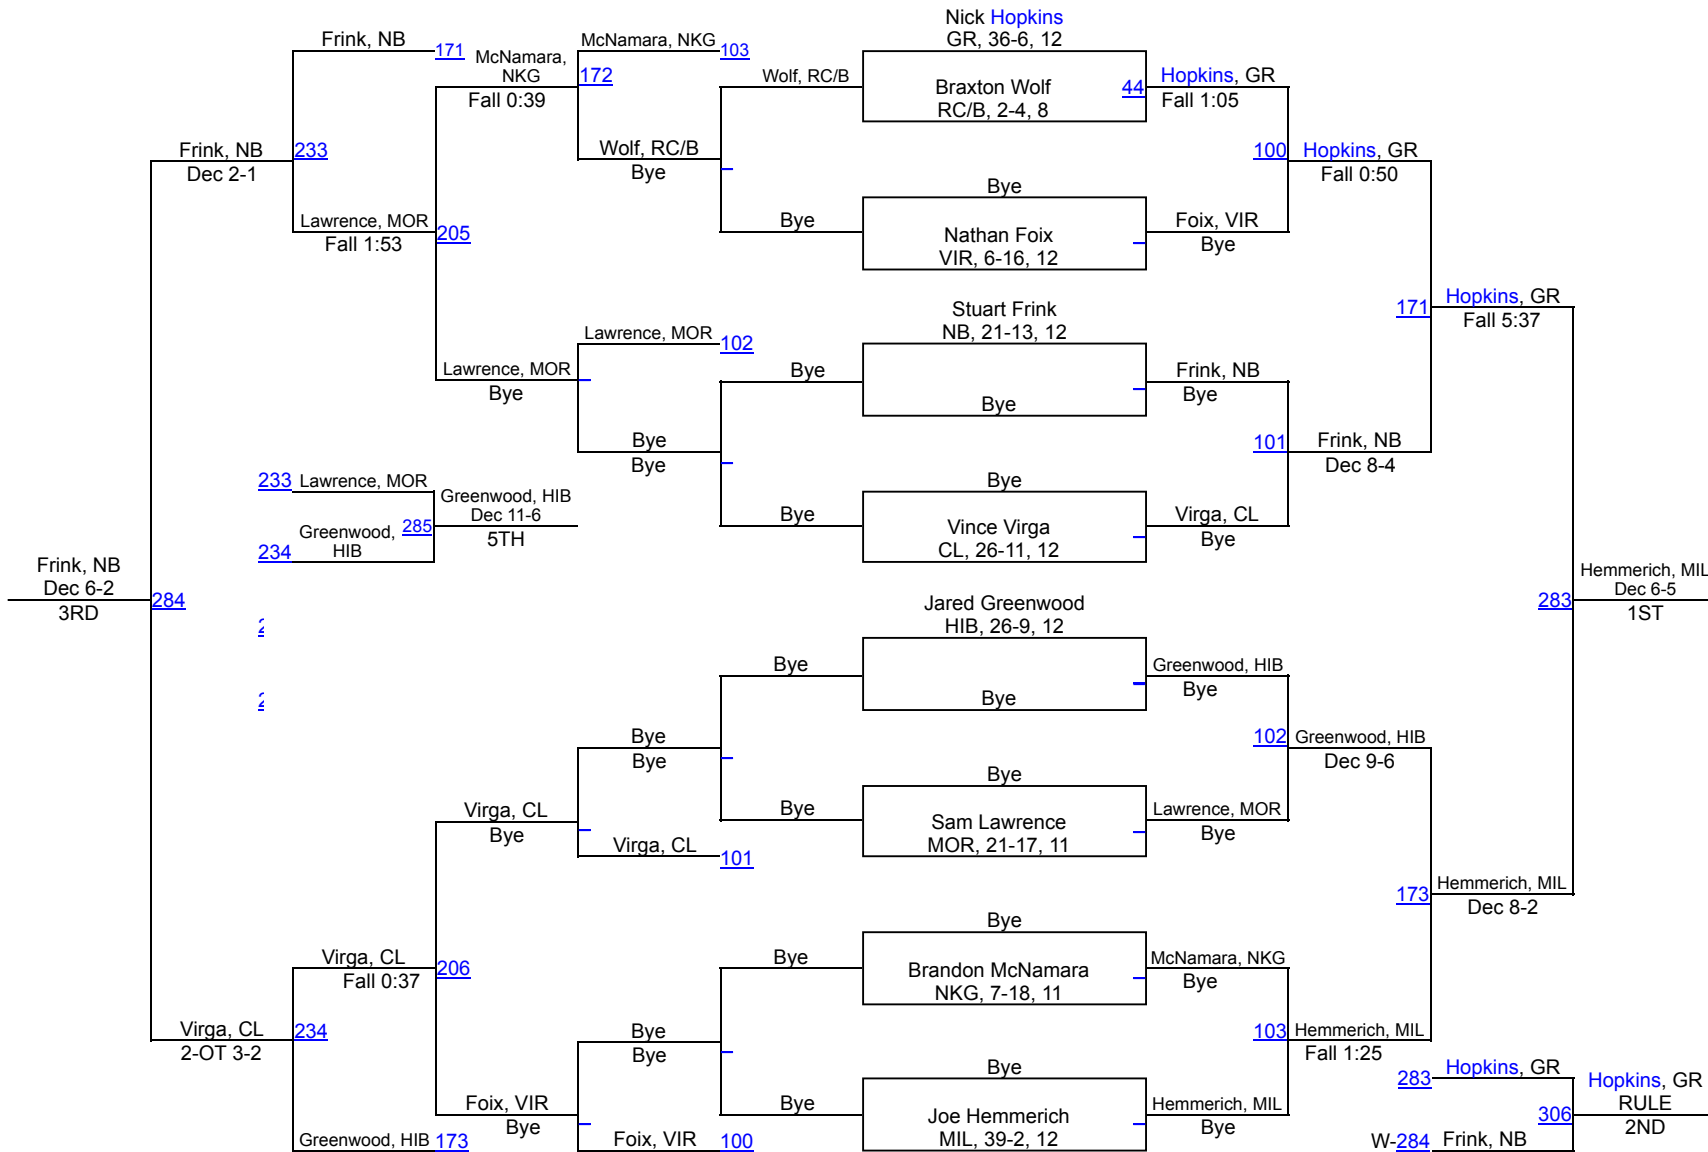 Nick Hopkins
GR, 36-6, 12
Frink, NB
171
McNamara,
NKG
Fall 0:39
McNamara, NKG
103
172
Wolf, RC/B
Braxton Wolf
RC/B, 2-4, 8
44
Hopkins, GR
Fall 1:05
Frink, NB
Dec 2-1
233
Wolf, RC/B
Bye
100
Hopkins, GR
Fall 0:50
Bye
Lawrence, MOR
Fall 1:53
205
Bye
Nathan Foix
VIR, 6-16, 12
Foix, VIR
Bye
Stuart Frink
NB, 21-13, 12
171
Hopkins, GR
Fall 5:37
Lawrence, MOR
102
Lawrence, MOR
Bye
Bye
Frink, NB
Bye
Bye
Bye
Bye
101
Frink, NB
Dec 8-4
233
Lawrence, MOR
Greenwood, HIB
Dec 11-6
5TH
Bye
Greenwood,
HIB
285
234
Bye
Vince Virga
CL, 26-11, 12
Virga, CL
Bye
Frink, NB
Dec 6-2
3RD
284
283
Hemmerich, MIL
Dec 6-5
1ST
Jared Greenwood
HIB, 26-9, 12
Bye
Greenwood, HIB
Bye
Bye
Bye
Bye
102
Greenwood, HIB
Dec 9-6
Bye
Virga, CL
Bye
Bye
Sam Lawrence
MOR, 21-17, 11
Lawrence, MOR
Bye
Virga, CL
101
173
Hemmerich, MIL
Dec 8-2
Bye
Virga, CL
Fall 0:37
206
Bye
Brandon McNamara
NKG, 7-18, 11
McNamara, NKG
Bye
Virga, CL
2-OT 3-2
234
Bye
Bye
103
Hemmerich, MIL
Fall 1:25
Bye
283
Hopkins, GR
Hopkins, GR
RULE
2ND
306
Foix, VIR
Bye
Bye
Joe Hemmerich
MIL, 39-2, 12
Hemmerich, MIL
Bye
Greenwood, HIB
173
Foix, VIR
100
W-284
Frink, NB